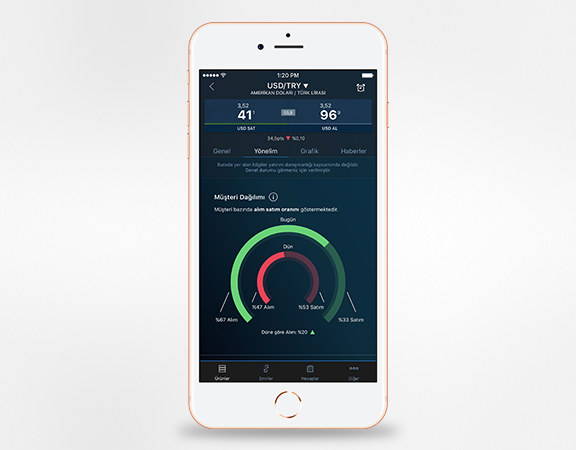 1:20 PM
USD/TRY ▼
AMERİKAN DOLARI / TÜRK LİRASI
3,52 3,52
41¹ 96⁹
USD SAT USD AL
34,5pts ▼ %0,10
Genel Yönelim Grafik Haberler
Burada yer alan bilgiler yatırım danışmanlığı kapsamında değildir.
Genel durumu görmeniz için verilmiştir.
Müşteri Dağılımı
Müşteri bazında alım satım oranını göstermektedir.
Bugün
Dün
%47 Alım %53 Satım
%67 Alım %33 Satım
Düne göre Alım: %20 ▲
Ürünler Emirler Hesaplar Diğer